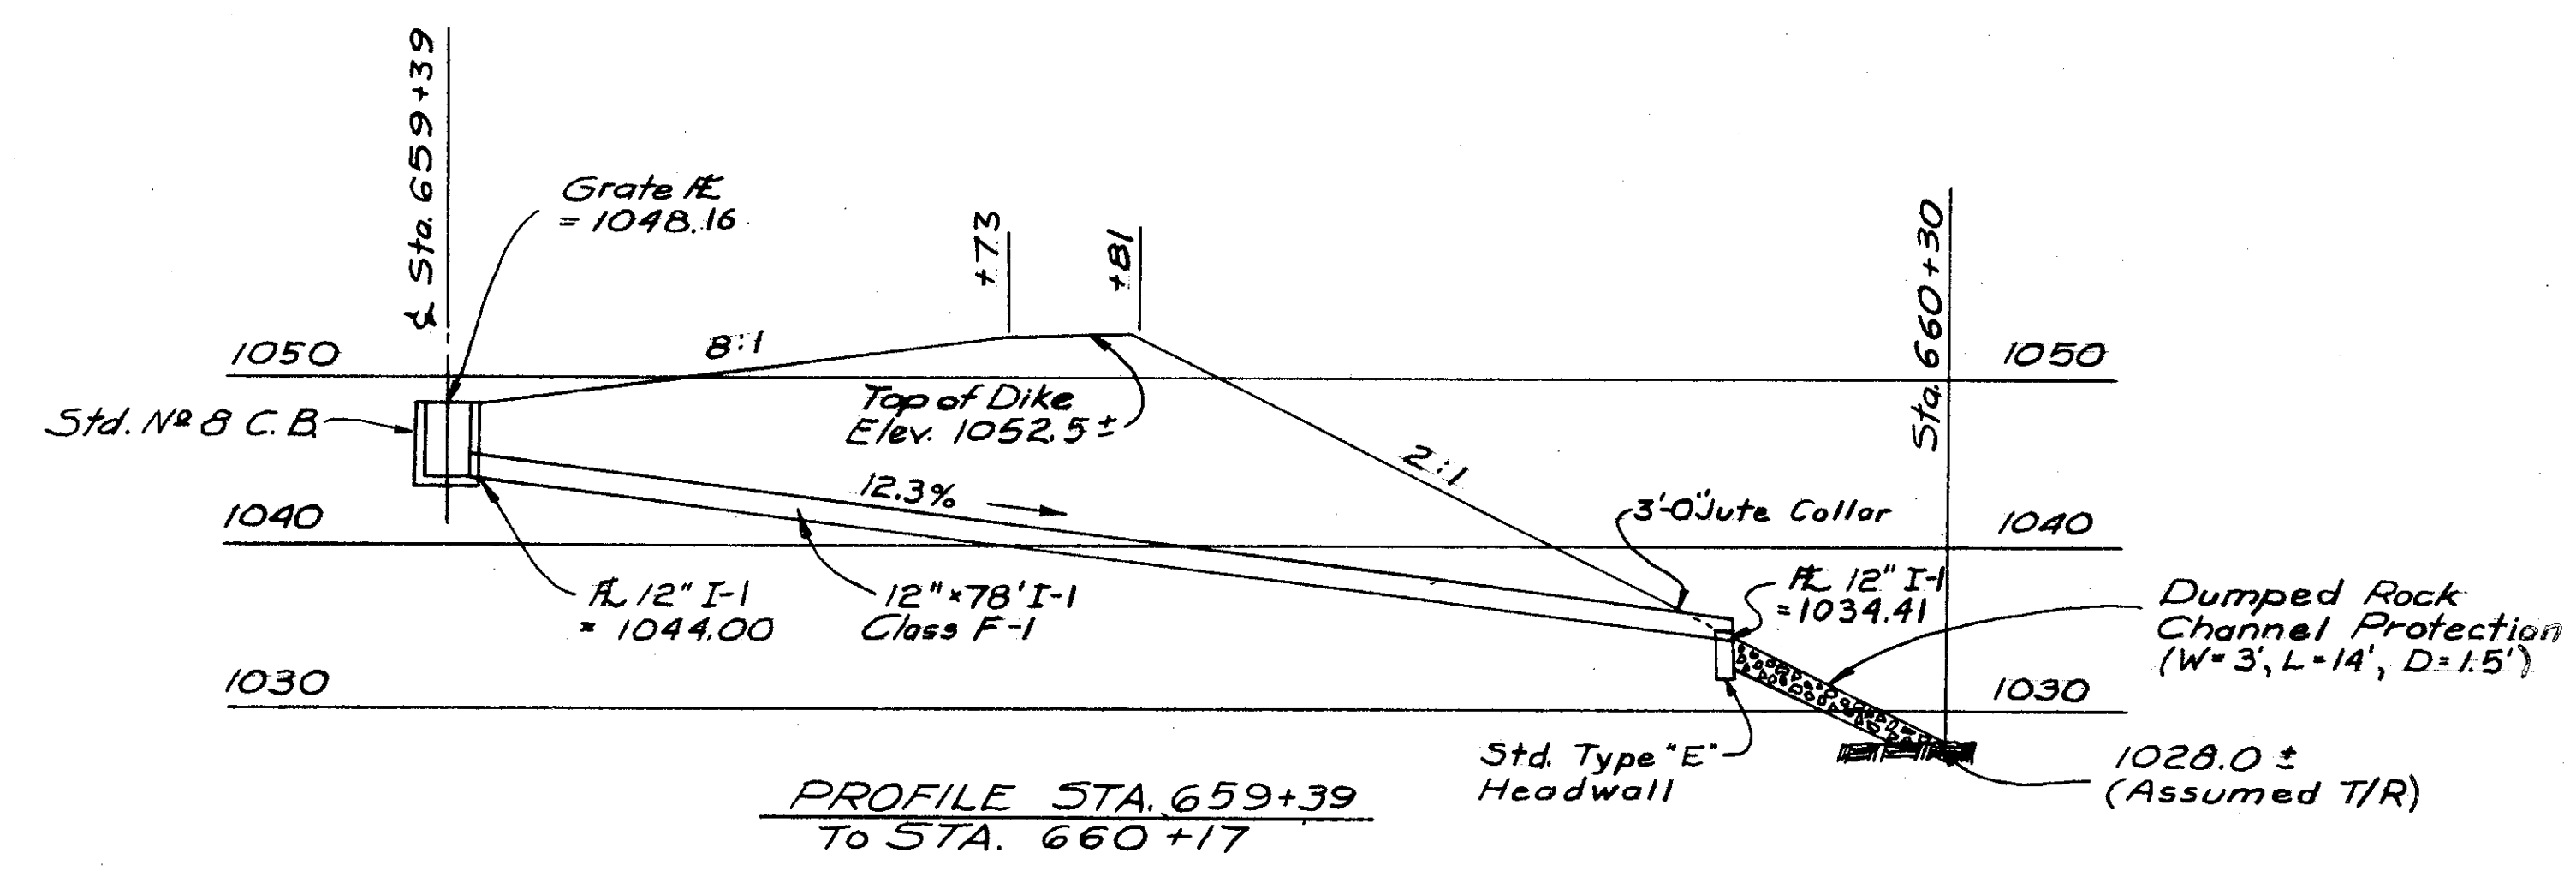 ℄ Sta. 659+39
Grate ⅊
= 1048.16
+73
+81
Sta. 660+30
1050
8:1
1050
Std. Nº 8 C.B.
Top of Dike
Elev. 1052.5 ±
2:1
12.3%
3'-0" Jute Collar
1040
1040
12" I-1
= 1044.00
12" × 78' I-1
Class F-1
12" I-1
= 1034.41
Dumped Rock
Channel Protection
(W = 3', L = 14', D = 1.5')
1030
1030
Std. Type "E"
Headwall
1028.0 ±
(Assumed T/R)
PROFILE STA. 659+39
To STA. 660+17